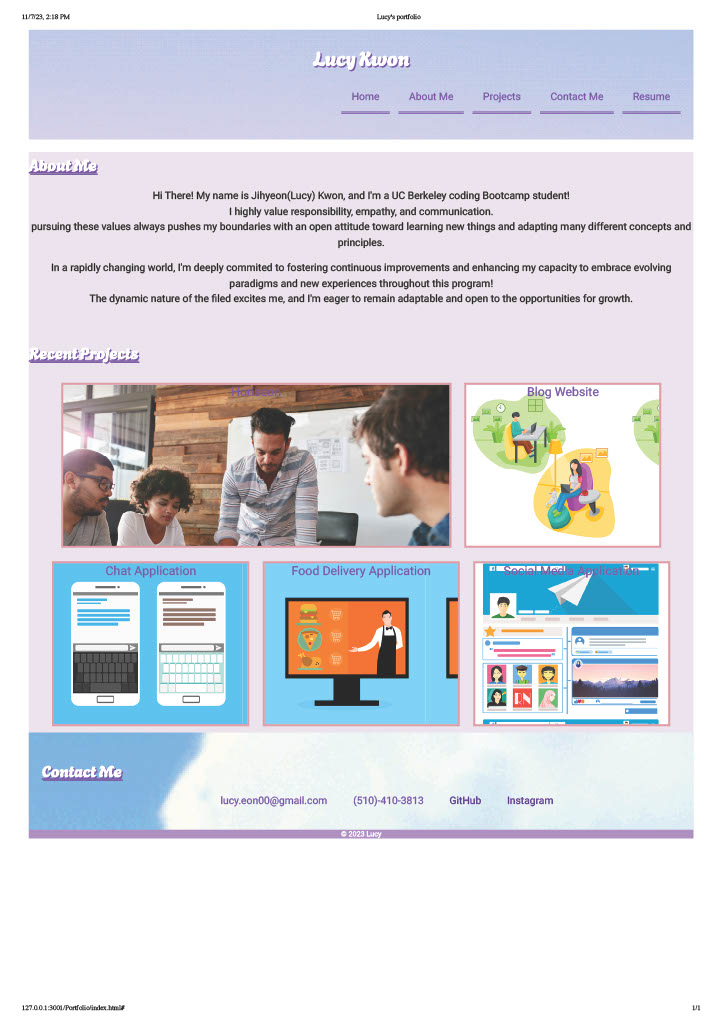 11/7/23, 2:18 PM
Lucy's portfolio
Lucy Kwon
Home
About Me
Projects
Contact Me
Resume
About Me
Hi There! My name is Jihyeon(Lucy) Kwon, and I'm a UC Berkeley coding Bootcamp student!
I highly value responsibility, empathy, and communication.
pursuing these values always pushes my boundaries with an open attitude toward learning new things and adapting many different concepts and
principles.
In a rapidly changing world, I'm deeply commited to fostering continuous improvements and enhancing my capacity to embrace evolving
paradigms and new experiences throughout this program!
The dynamic nature of the filed excites me, and I'm eager to remain adaptable and open to the opportunities for growth.
Recent Projects
Blog Website
Chat Application
Food Delivery Application
Social Media Application
Contact Me
lucy.eon00@gmail.com
(510)-410-3813
GitHub
Instagram
© 2023 Lucy
127.0.0.1:3001/Portfolio/index.html#
1/1